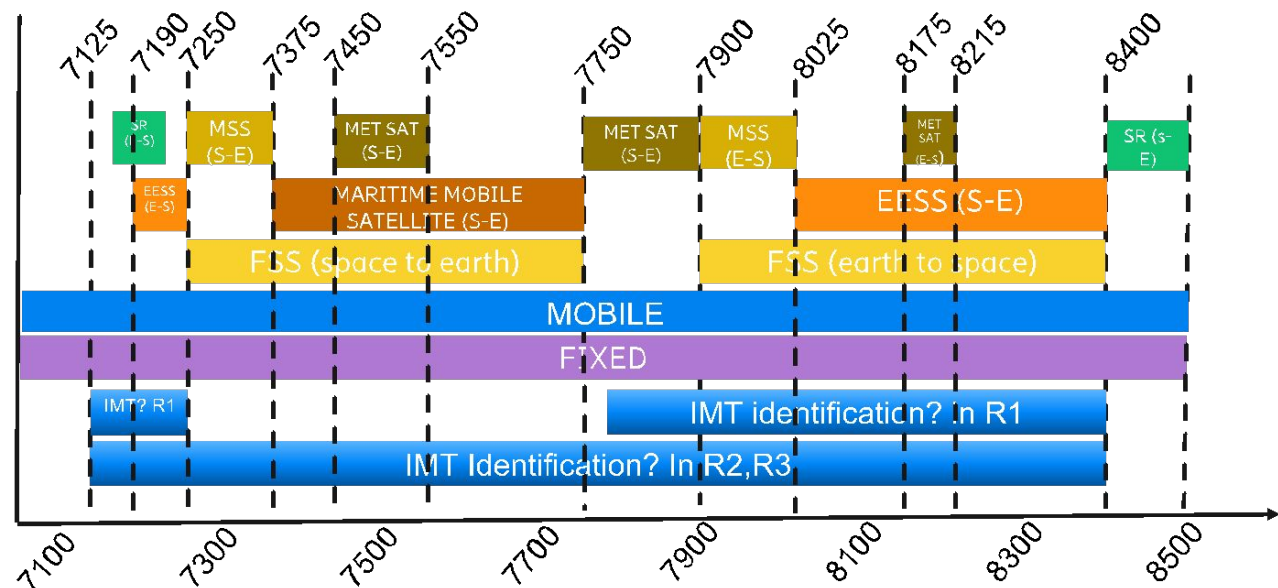 7125
7190
7250
7375
7450
7550
7750
7900
8025
8175
8215
8400
SR
(E-S)
MSS
(S-E)
MET SAT
(S-E)
MET SAT
(S-E)
MSS
(E-S)
MET
SAT
(E-S)
SR (s-
E)
EESS
(E-S)
MARITIME MOBILE
SATELLITE (S-E)
EESS (S-E)
FSS (space to earth)
FSS (earth to space)
MOBILE
FIXED
IMT? R1
IMT identification? In R1
IMT Identification? In R2,R3
7100
7300
7500
7700
7900
8100
8300
8500